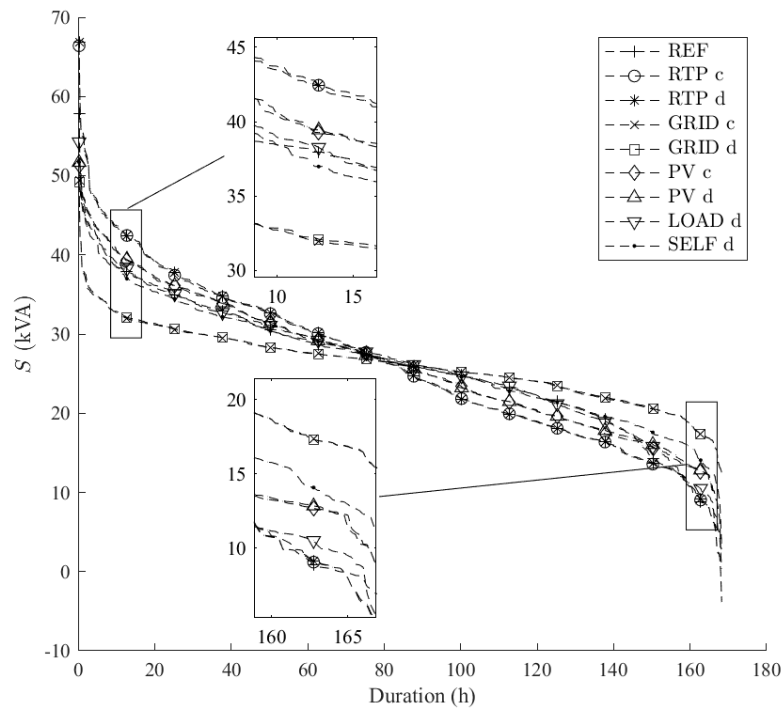 70
60
50
40
30
20
10
0
-10
S (kVA)
0 20 40 60 80 100 120 140 160 180
Duration (h)
45
40
35
30
10 15
20
15
10
160 165
REF
RTP c
RTP d
GRID c
GRID d
PV c
PV d
LOAD d
SELF d